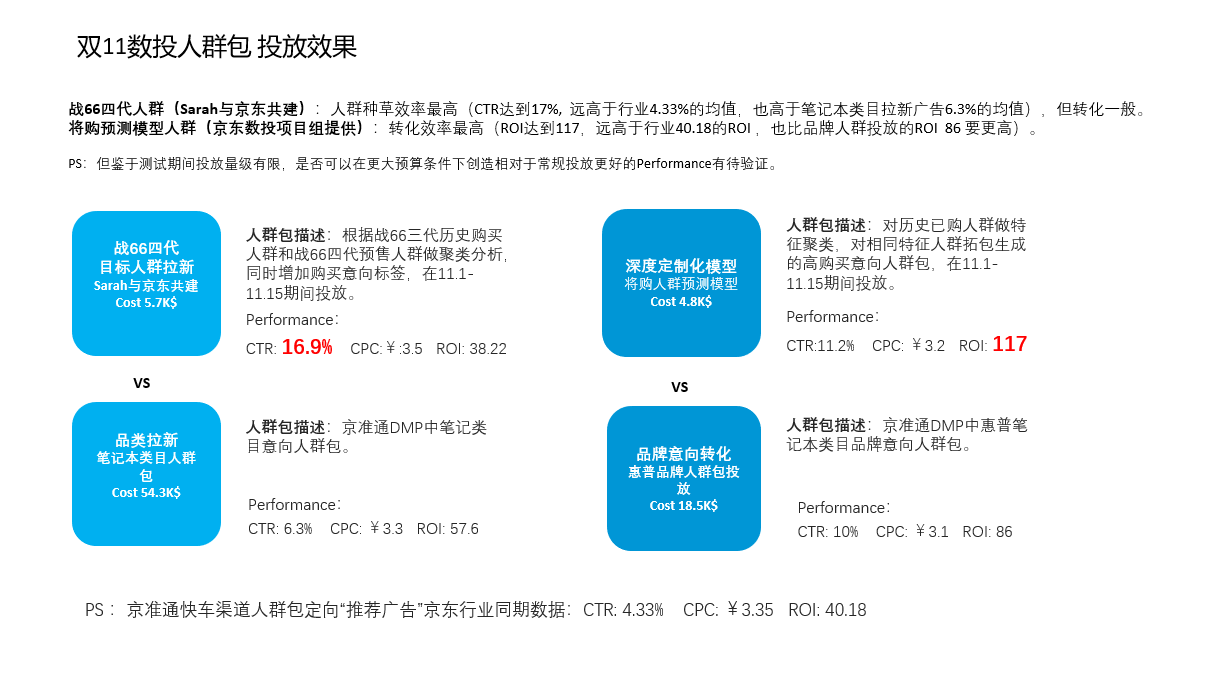 双11数投人群包 投放效果
战66四代人群（Sarah与京东共建）：人群种草效率最高（CTR达到17%, 远高于行业4.33%的均值，也高于笔记本类目拉新广告6.3%的均值），但转化一般。
将购预测模型人群（京东数投项目组提供）：转化效率最高（ROI达到117，远高于行业40.18的ROI ，也比品牌人群投放的ROI 86 要更高）。
PS：但鉴于测试期间投放量级有限，是否可以在更大预算条件下创造相对于常规投放更好的Performance有待验证。
战66四代
目标人群拉新
Sarah与京东共建
Cost 5.7K$
人群包描述：根据战66三代历史购买
人群和战66四代预售人群做聚类分析，
同时增加购买意向标签，在11.1-
11.15期间投放。
Performance：
CTR: 16.9% CPC:￥:3.5 ROI: 38.22
VS
品类拉新
笔记本类目人群
包
Cost 54.3K$
人群包描述：京准通DMP中笔记类
目意向人群包。
Performance：
CTR: 6.3% CPC: ￥3.3 ROI: 57.6
深度定制化模型
将购人群预测模型
Cost 4.8K$
人群包描述：对历史已购人群做特
征聚类，对相同特征人群拓包生成
的高购买意向人群包，在11.1-
11.15期间投放。
Performance：
CTR:11.2% CPC: ￥3.2 ROI: 117
VS
品牌意向转化
惠普品牌人群包投
放
Cost 18.5K$
人群包描述：京准通DMP中惠普笔
记本类目品牌意向人群包。
Performance：
CTR: 10% CPC: ￥3.1 ROI: 86
PS ：京准通快车渠道人群包定向“推荐广告”京东行业同期数据：CTR: 4.33% CPC: ￥3.35 ROI: 40.18